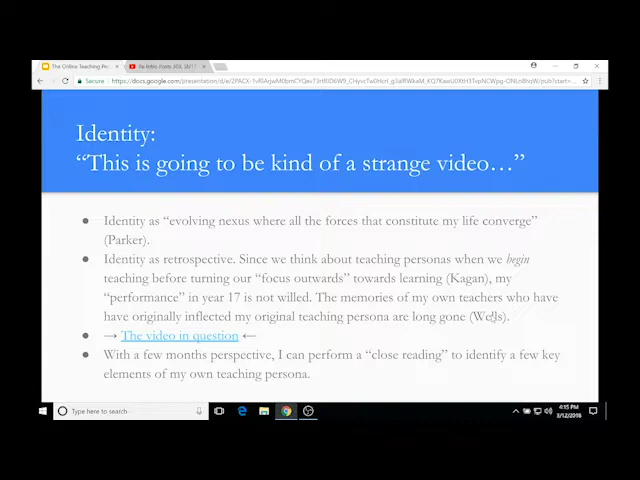 The Online Teaching Pe
Secure
Identity:
“This is going to be kind of a strange video…”
● Identity as “evolving nexus where all the forces that constitute my life converge”
(Parker).
● Identity as retrospective. Since we think about teaching personas when we begin
teaching before turning our “focus outwards” towards learning (Kagan), my
“performance” in year 17 is not willed. The memories of my own teachers who have
have originally inflected my original teaching persona are long gone (Wells).
● → The video in question ←
● With a few months perspective, I can perform a “close reading” to identify a few key
elements of my own teaching persona.
Type here to search
4:15 PM
3/12/2018